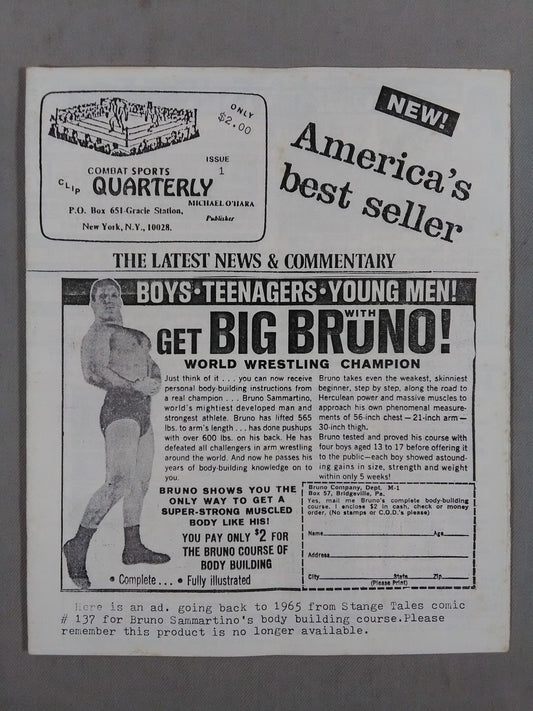 ONLY
$2.00
ISSUE
1
COMBAT SPORTS
CLIP QUARTERLY
MICHAEL O'HARA
Publisher
P.O. Box 651-Gracie Station,
New York, N.Y., 10028.
NEW!
America's
best seller
THE LATEST NEWS & COMMENTARY
BOYS•TEENAGERS•YOUNG MEN!
GET BIG WITH BRUNO!
WORLD WRESTLING CHAMPION
Just think of it . . . you can now receive
personal body-building instructions from
a real champion . . . Bruno Sammartino,
world's mightiest developed man and
strongest athlete. Bruno has lifted 565
lbs. to arm's length . . . has done pushups
with over 600 lbs. on his back. He has
defeated all challengers in arm wrestling
around the world. And now he passes his
years of body-building knowledge on to
you.
BRUNO SHOWS YOU THE
ONLY WAY TO GET A
SUPER-STRONG MUSCLED
BODY LIKE HIS!
YOU PAY ONLY $2 FOR
THE BRUNO COURSE OF
BODY BUILDING
• Complete . . . • Fully illustrated
Bruno takes even the weakest, skinniest
beginner, step by step, along the road to
Herculean power and massive muscles to
approach his own phenomenal measure-
ments of 56-inch chest — 21-inch arm —
30-inch thigh.
Bruno tested and proved his course with
four boys aged 13 to 17 before offering it
to the public—each boy showed astound-
ing gains in size, strength and weight
within only 5 weeks!
Bruno Company, Dept. M-1
Box 57, Bridgeville, Pa.
Yes, mail me Bruno's complete body-building
course. I enclose $2 in cash, check or money
order. (No stamps or C.O.D.'s please)
Name Age
Address
City State Zip
(Please Print)
Here is an ad. going back to 1965 from Stange Tales comic
# 137 for Bruno Sammartino's body building course.Please
remember this product is no longer available.